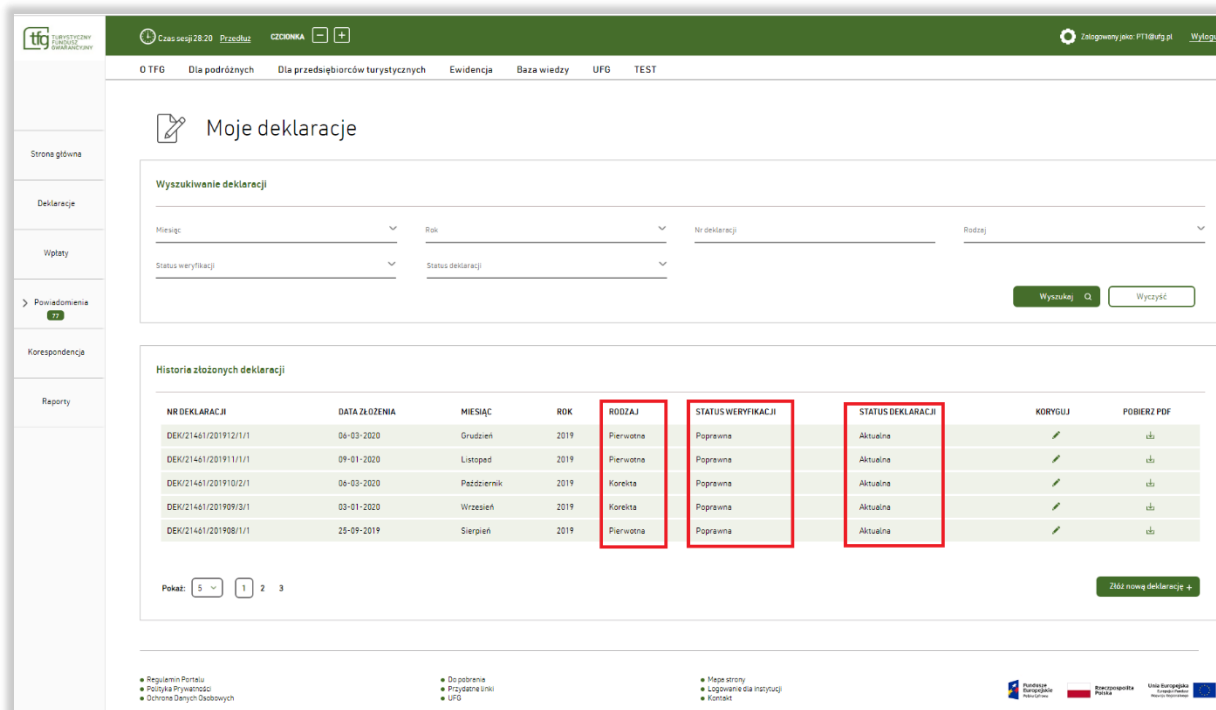 tfg TURYSTYCZNY
FUNDUSZ
GWARANCYJNY
Czas sesji 28:20 Przedłuż CZCIONKA − +
Zalogowany jako: PT1@ufg.pl Wylogu
O TFG Dla podróżnych Dla przedsiębiorców turystycznych Ewidencja Baza wiedzy UFG TEST
Strona główna
Deklaracje
Wpłaty
Powiadomienia
77
Korespondencja
Raporty
Moje deklaracje
Wyszukiwanie deklaracji
Miesiąc Rok Nr deklaracji Rodzaj
Status weryfikacji Status deklaracji
Wyszukaj Wyczyść
Historia złożonych deklaracji
NR DEKLARACJI DATA ZŁOŻENIA MIESIĄC ROK RODZAJ STATUS WERYFIKACJI STATUS DEKLARACJI KORYGUJ POBIERZ PDF
DEK/21461/201912/1/1 06-03-2020 Grudzień 2019 Pierwotna Poprawna Aktualna
DEK/21461/201911/1/1 09-01-2020 Listopad 2019 Pierwotna Poprawna Aktualna
DEK/21461/201910/2/1 06-03-2020 Październik 2019 Korekta Poprawna Aktualna
DEK/21461/201909/3/1 03-01-2020 Wrzesień 2019 Korekta Poprawna Aktualna
DEK/21461/201908/1/1 25-09-2019 Sierpień 2019 Pierwotna Poprawna Aktualna
Pokaż: 5 1 2 3
Złóż nową deklarację +
Regulamin Portalu
Polityka Prywatności
Ochrona Danych Osobowych
Do pobrania
Przydatne linki
UFG
Mapa strony
Logowanie dla instytucji
Kontakt
Fundusze
Europejskie
Polska Cyfrowa
Rzeczpospolita
Polska
Unia Europejska